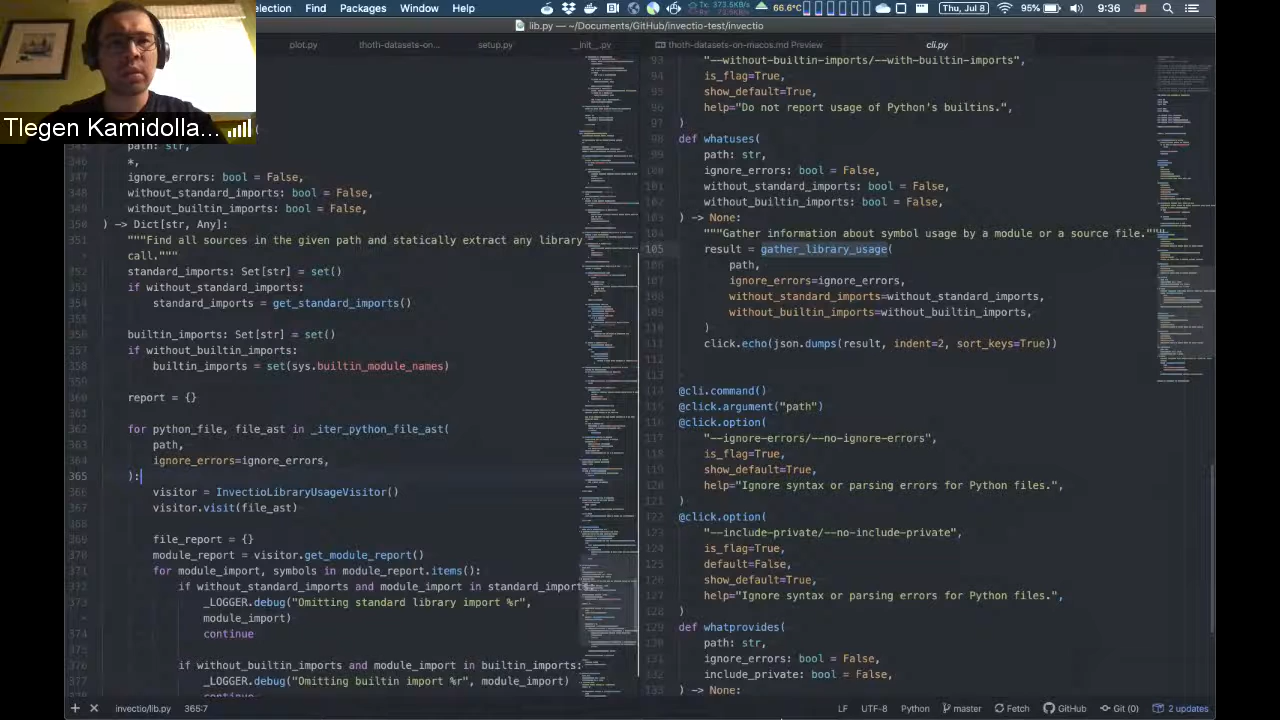 election Packages Window Help
Tx: 373.5KB/s
66.6°C
99%
Thu, Jul 8
9:36
lib.py — ~/Documents/GitHub/invectio-test/invectio
plot.py thoth-datasets-on... setup.py __init__.py thoth-datasets-on-macos.md Preview cli.py
Tlegen Kamidolla...
path: str,
*,
ignore_errors: bool = False,
without_standard_imports: bool = False,
without_builtin_imports: bool = False,
) -> Dict[str, Any]:
"""Find all sources in the given path and statically extract any library
call."""
standard_imports: Set[str] = set()
if without_standard_imports:
standard_imports = get_standard_imports()
builtin_imports: Set[str] = set()
if without_builtin_imports:
builtin_imports = set(sys.builtin_module_names)
report = {}
for python_file, file_ast in _iter_python_file_ast(
path,
ignore_errors=ignore_errors,
):
visitor = InvectioLibraryUsageVisitor()
visitor.visit(file_ast)
file_report = {}
module_report = visitor.get_module_report()
for module_import, symbols in module_report.items():
if without_standard_imports and module_import in standard_imports:
_LOGGER.debug("Omitting standard library import %r",
module_import)
continue
if without_builtin_imports and module_import in builtin_imports:
_LOGGER.debug("Omitting builtin import %r", module_import)
continue
"--without-builtin-imports/--with-builtin-imports",
is_flag=True,
show_default=True,
help="Do not report usage of Python's builtins.",
)
def whatuses(
path: str,
ignore_errors: bool = False,
without_standard_imports: bool = False,
without_builtin_imports: bool = False,
) -> None:
"""Get information about symbol use by a module or a source file."""
result = gather_library_usage(
path=path,
ignore_errors=ignore_errors,
without_standard_imports=without_standard_imports,
without_builtin_imports=without_builtin_imports,
)
click.echo(json.dumps(result, indent=2, sort_keys=True))
@cli.command()
@click.argument("path")
@click.option(
"--ignore-errors/--no-ignore-errors",
is_flag=True,
show_default=True,
help="Ignore syntax or parsing errors for Python files.",
)
@click.option(
"--include-private/--no-include-private",
is_flag=True,
default=False,
show_default=True,
help="Ignore syntax or parsing errors for Python files.",
)
def whatprovides(
path: str,
ignore_errors: bool = False,
include_private: bool = False,
) -> None:
invectio/lib.py 365:7 LF UTF-8 Python master Fetch GitHub Git (0) 2 updates